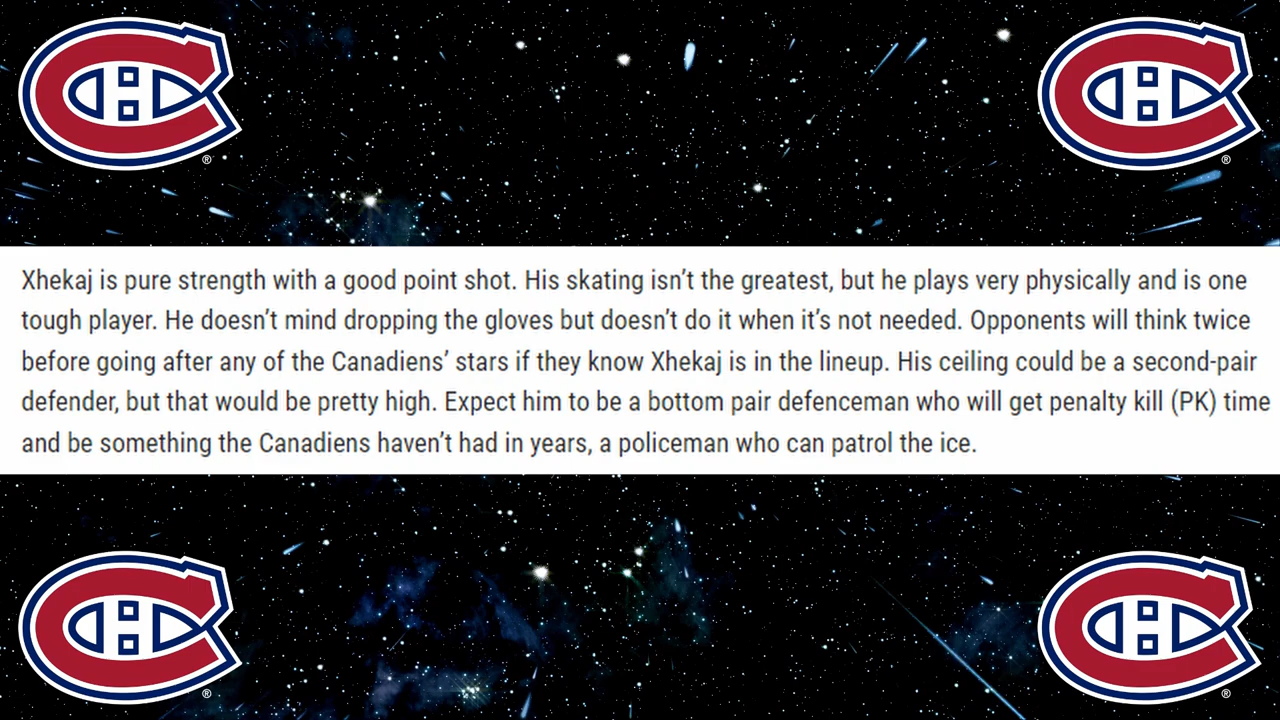 Xhekaj is pure strength with a good point shot. His skating isn’t the greatest, but he plays very physically and is one
tough player. He doesn’t mind dropping the gloves but doesn’t do it when it’s not needed. Opponents will think twice
before going after any of the Canadiens’ stars if they know Xhekaj is in the lineup. His ceiling could be a second-pair
defender, but that would be pretty high. Expect him to be a bottom pair defenceman who will get penalty kill (PK) time
and be something the Canadiens haven’t had in years, a policeman who can patrol the ice.